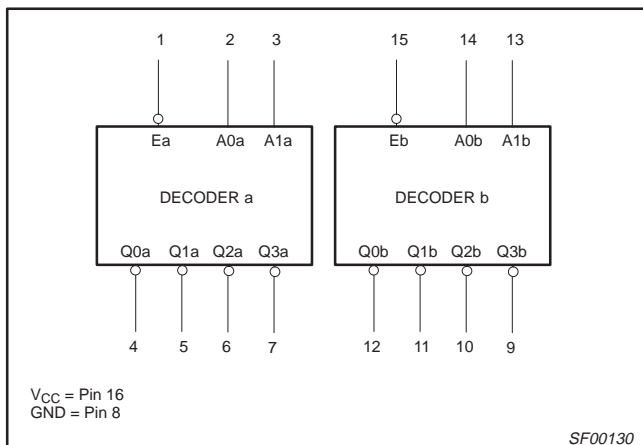 1 2 3 15 14 13
Ea A0a A1a Eb A0b A1b
DECODER a DECODER b
Q0a Q1a Q2a Q3a Q0b Q1b Q2b Q3b
4 5 6 7 12 11 10 9
VCC = Pin 16
GND = Pin 8
SF00130